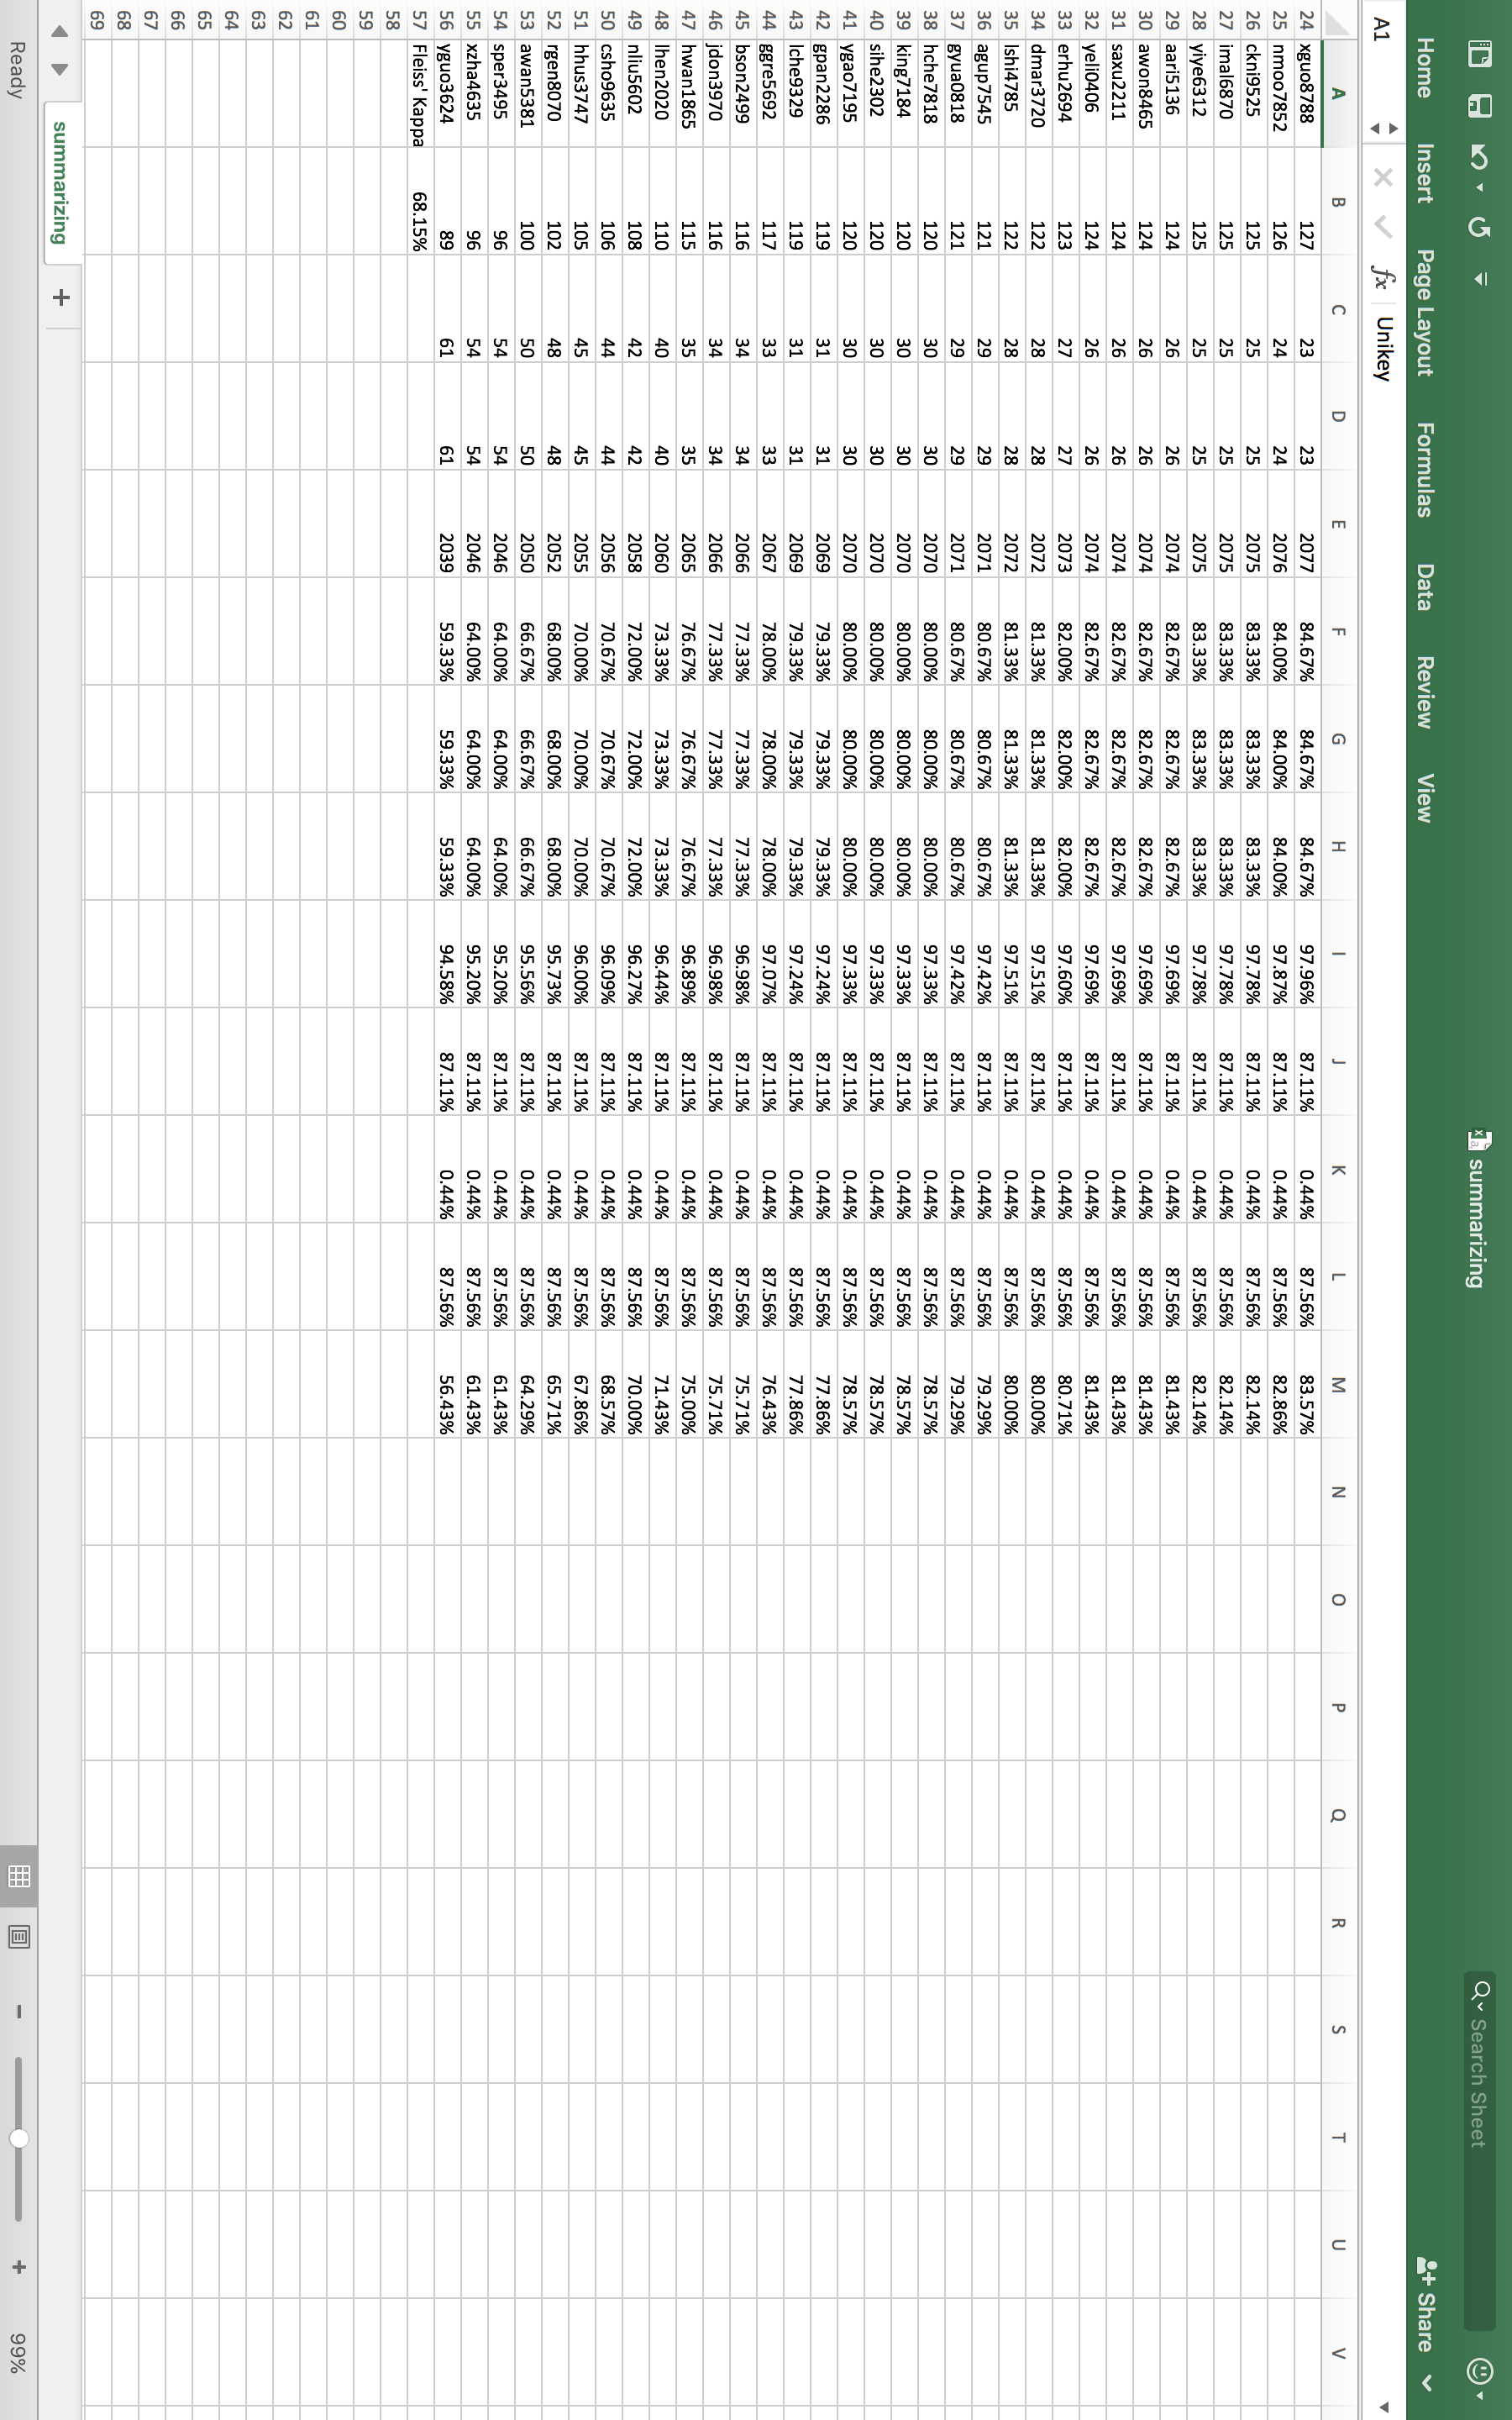 summarizing
Search Sheet
Home Insert Page Layout Formulas Data Review View Share
A1 fx Unikey
A B C D E F G H I J K L M N O P Q R S T U V
24 xguo8788 127 23 23 2077 84.67% 84.67% 84.67% 97.96% 87.11% 0.44% 87.56% 83.57%
25 nmoo7852 126 24 24 2076 84.00% 84.00% 84.00% 97.87% 87.11% 0.44% 87.56% 82.86%
26 ckni9525 125 25 25 2075 83.33% 83.33% 83.33% 97.78% 87.11% 0.44% 87.56% 82.14%
27 imal6870 125 25 25 2075 83.33% 83.33% 83.33% 97.78% 87.11% 0.44% 87.56% 82.14%
28 yiye6312 125 25 25 2075 83.33% 83.33% 83.33% 97.78% 87.11% 0.44% 87.56% 82.14%
29 aarl5136 124 26 26 2074 82.67% 82.67% 82.67% 97.69% 87.11% 0.44% 87.56% 81.43%
30 awon8465 124 26 26 2074 82.67% 82.67% 82.67% 97.69% 87.11% 0.44% 87.56% 81.43%
31 saxu2211 124 26 26 2074 82.67% 82.67% 82.67% 97.69% 87.11% 0.44% 87.56% 81.43%
32 yeli0406 124 26 26 2074 82.67% 82.67% 82.67% 97.69% 87.11% 0.44% 87.56% 81.43%
33 erhu2694 123 27 27 2073 82.00% 82.00% 82.00% 97.60% 87.11% 0.44% 87.56% 80.71%
34 dmar3720 122 28 28 2072 81.33% 81.33% 81.33% 97.51% 87.11% 0.44% 87.56% 80.00%
35 lshi4785 122 28 28 2072 81.33% 81.33% 81.33% 97.51% 87.11% 0.44% 87.56% 80.00%
36 agup7545 121 29 29 2071 80.67% 80.67% 80.67% 97.42% 87.11% 0.44% 87.56% 79.29%
37 gyua0818 121 29 29 2071 80.67% 80.67% 80.67% 97.42% 87.11% 0.44% 87.56% 79.29%
38 hche7818 120 30 30 2070 80.00% 80.00% 80.00% 97.33% 87.11% 0.44% 87.56% 78.57%
39 king7184 120 30 30 2070 80.00% 80.00% 80.00% 97.33% 87.11% 0.44% 87.56% 78.57%
40 sihe2302 120 30 30 2070 80.00% 80.00% 80.00% 97.33% 87.11% 0.44% 87.56% 78.57%
41 ygao7195 120 30 30 2070 80.00% 80.00% 80.00% 97.33% 87.11% 0.44% 87.56% 78.57%
42 gpan2286 119 31 31 2069 79.33% 79.33% 79.33% 97.24% 87.11% 0.44% 87.56% 77.86%
43 lche9329 119 31 31 2069 79.33% 79.33% 79.33% 97.24% 87.11% 0.44% 87.56% 77.86%
44 ggre5692 117 33 33 2067 78.00% 78.00% 78.00% 97.07% 87.11% 0.44% 87.56% 76.43%
45 bson2499 116 34 34 2066 77.33% 77.33% 77.33% 96.98% 87.11% 0.44% 87.56% 75.71%
46 jdon3970 116 34 34 2066 77.33% 77.33% 77.33% 96.98% 87.11% 0.44% 87.56% 75.71%
47 hwan1865 115 35 35 2065 76.67% 76.67% 76.67% 96.89% 87.11% 0.44% 87.56% 75.00%
48 lhen2020 110 40 40 2060 73.33% 73.33% 73.33% 96.44% 87.11% 0.44% 87.56% 71.43%
49 nliu5602 108 42 42 2058 72.00% 72.00% 72.00% 96.27% 87.11% 0.44% 87.56% 70.00%
50 csho9635 106 44 44 2056 70.67% 70.67% 70.67% 96.09% 87.11% 0.44% 87.56% 68.57%
51 hhus3747 105 45 45 2055 70.00% 70.00% 70.00% 96.00% 87.11% 0.44% 87.56% 67.86%
52 rgen8070 102 48 48 2052 68.00% 68.00% 68.00% 95.73% 87.11% 0.44% 87.56% 65.71%
53 awan5381 100 50 50 2050 66.67% 66.67% 66.67% 95.56% 87.11% 0.44% 87.56% 64.29%
54 sper3495 96 54 54 2046 64.00% 64.00% 64.00% 95.20% 87.11% 0.44% 87.56% 61.43%
55 xzha4635 96 54 54 2046 64.00% 64.00% 64.00% 95.20% 87.11% 0.44% 87.56% 61.43%
56 yguo3624 89 61 61 2039 59.33% 59.33% 59.33% 94.58% 87.11% 0.44% 87.56% 56.43%
57 Fleiss' Kappa 68.15%
58
59
60
61
62
63
64
65
66
67
68
69
summarizing +
Ready 99%